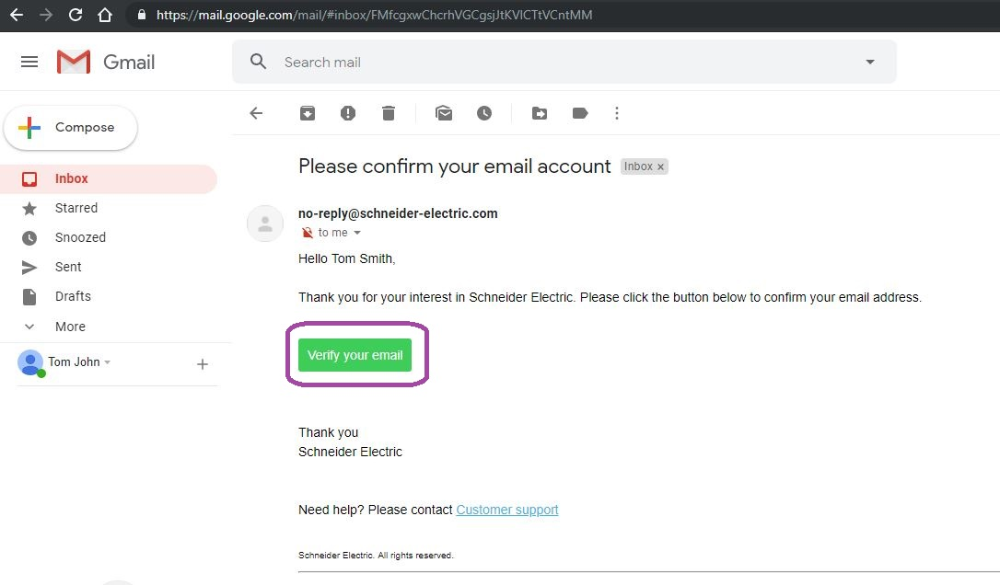 https://mail.google.com/mail/#inbox/FMfcgxwChcrhVGCgsjJtKVlCTtVCntMM
Gmail
Search mail
Compose
Inbox
Starred
Snoozed
Sent
Drafts
More
Tom John
Please confirm your email account Inbox x
no-reply@schneider-electric.com
to me
Hello Tom Smith,
Thank you for your interest in Schneider Electric. Please click the button below to confirm your email address.
Verify your email
Thank you
Schneider Electric
Need help? Please contact Customer support
Schneider Electric. All rights reserved.